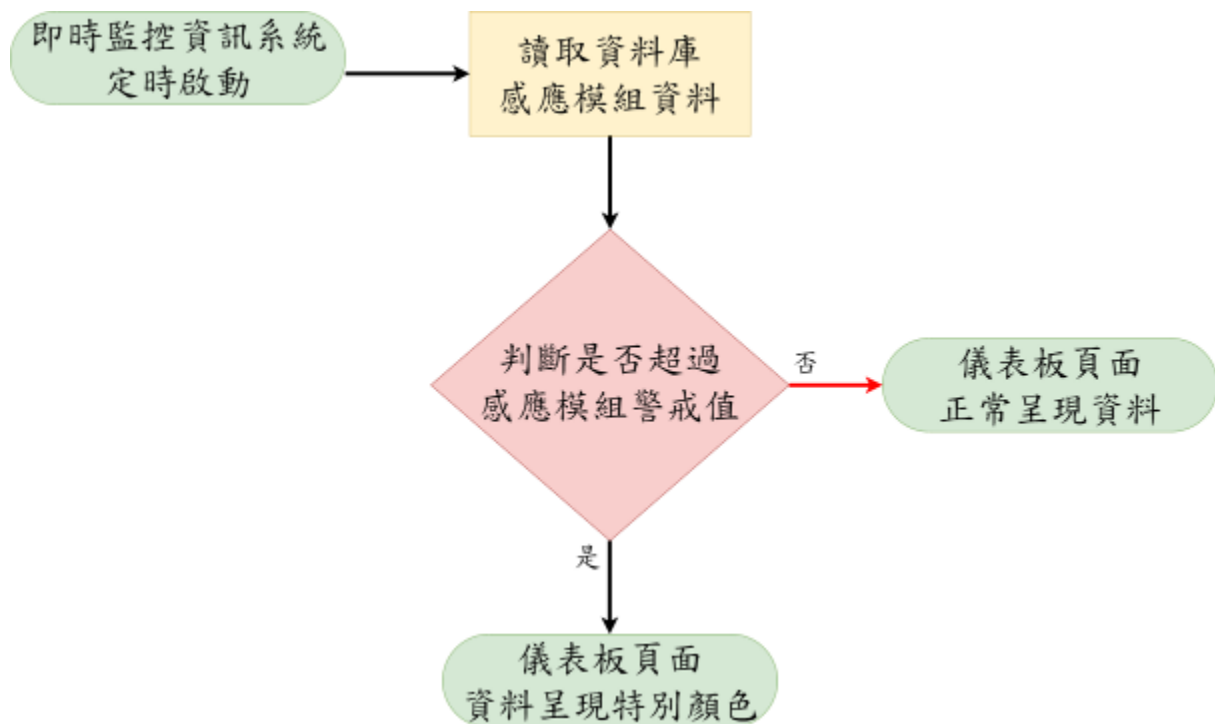 即時監控資訊系統
定時啟動
讀取資料庫
感應模組資料
判斷是否超過
感應模組警戒值
否
儀表板頁面
正常呈現資料
是
儀表板頁面
資料呈現特別顏色